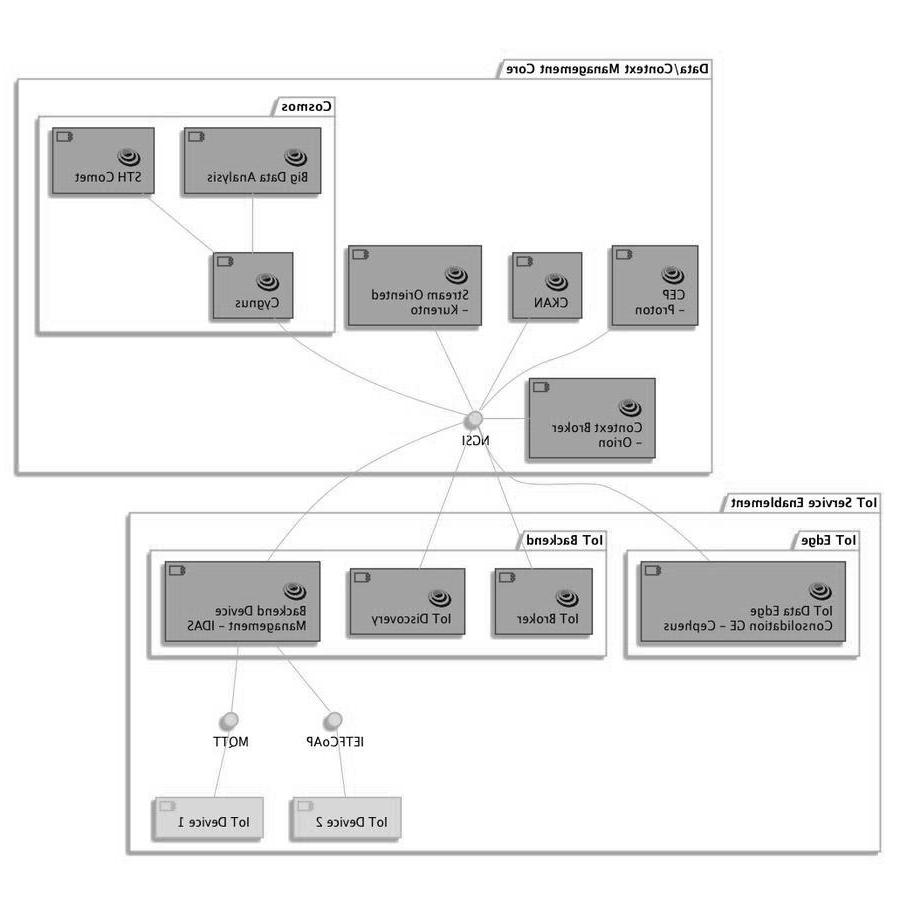 Data/Context Management Core
Cosmos
Big Data Analysis
STH Comet
CEP
– Proton
CKAN
Stream Oriented
– Kurento
Cygnus
Context Broker
– Orion
NGSI
IoT Service Enablement
IoT Edge
IoT Backend
IoT Data Edge
Consolidation GE – Cepheus
IoT Broker
IoT Discovery
Backend Device
Management – IDAS
IETFCoAP
MQTT
IoT Device 2
IoT Device 1